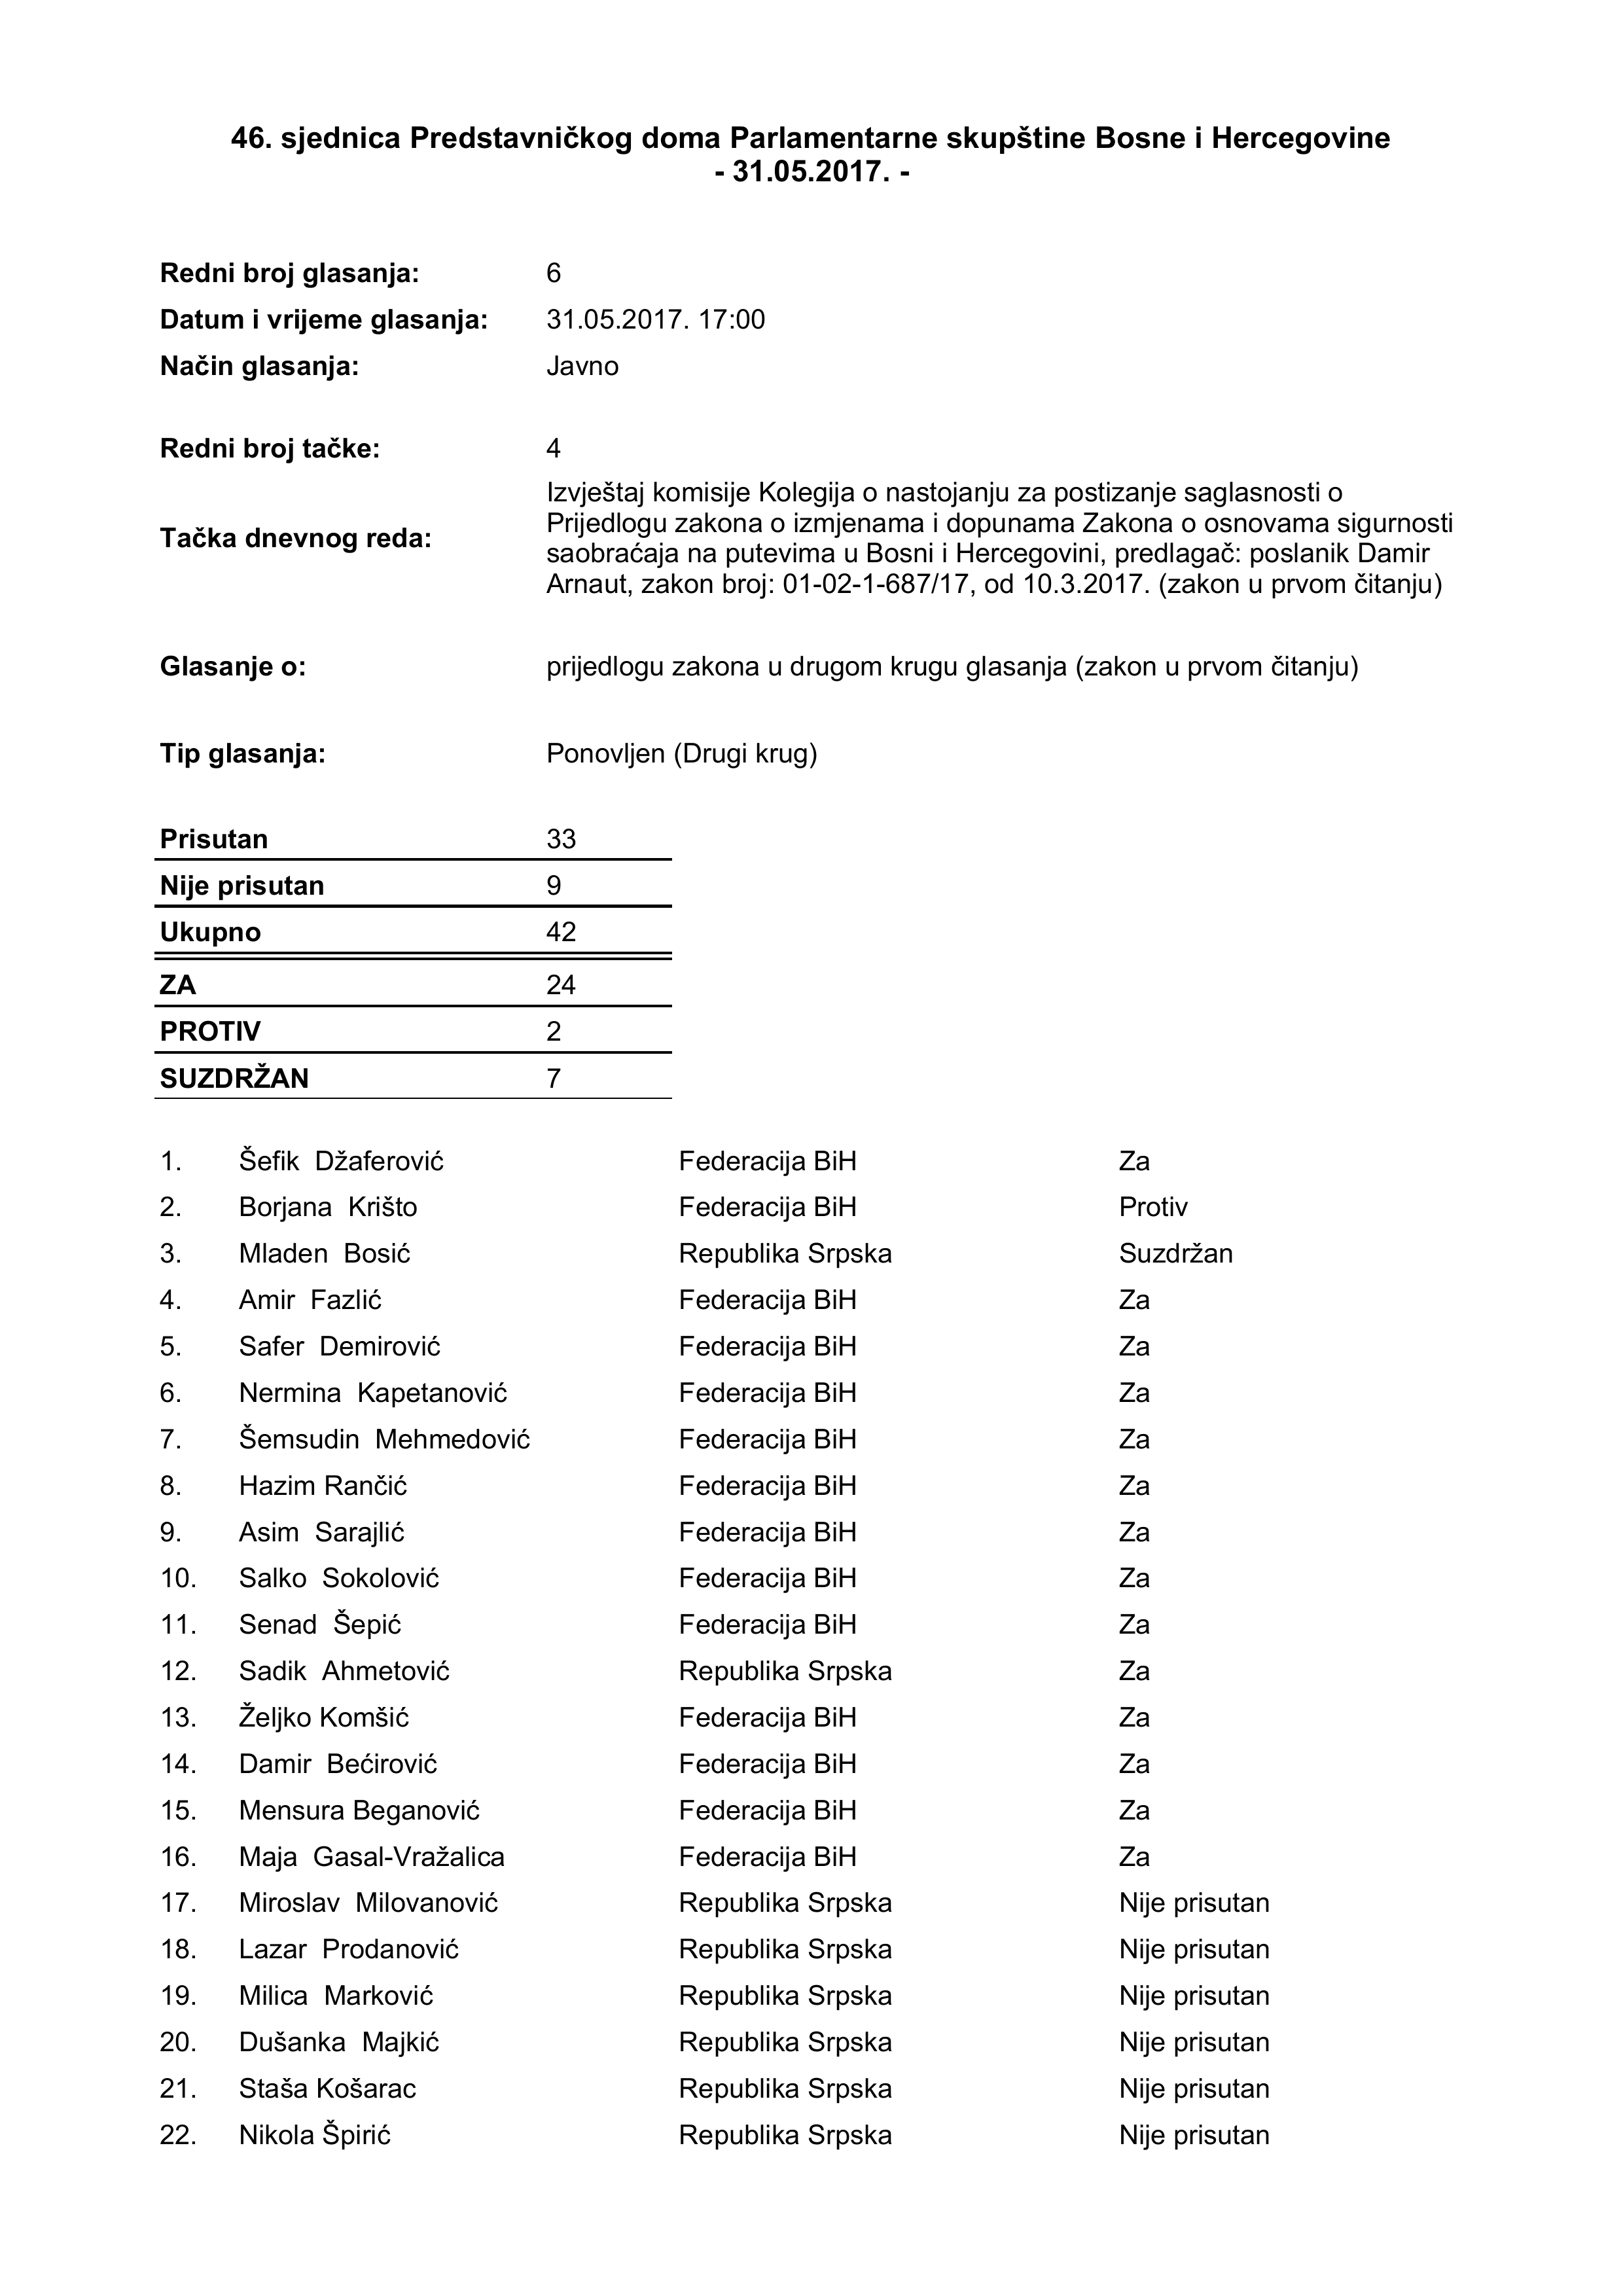 46. sjednica Predstavničkog doma Parlamentarne skupštine Bosne i Hercegovine
- 31.05.2017. -
Redni broj glasanja: 6
Datum i vrijeme glasanja: 31.05.2017. 17:00
Način glasanja: Javno
Redni broj tačke: 4
Tačka dnevnog reda: Izvještaj komisije Kolegija o nastojanju za postizanje saglasnosti o
Prijedlogu zakona o izmjenama i dopunama Zakona o osnovama sigurnosti
saobraćaja na putevima u Bosni i Hercegovini, predlagač: poslanik Damir
Arnaut, zakon broj: 01-02-1-687/17, od 10.3.2017. (zakon u prvom čitanju)
Glasanje o: prijedlogu zakona u drugom krugu glasanja (zakon u prvom čitanju)
Tip glasanja: Ponovljen (Drugi krug)
Prisutan 33
Nije prisutan 9
Ukupno 42
ZA 24
PROTIV 2
SUZDRŽAN 7
1. Šefik Džaferović Federacija BiH Za
2. Borjana Krišto Federacija BiH Protiv
3. Mladen Bosić Republika Srpska Suzdržan
4. Amir Fazlić Federacija BiH Za
5. Safer Demirović Federacija BiH Za
6. Nermina Kapetanović Federacija BiH Za
7. Šemsudin Mehmedović Federacija BiH Za
8. Hazim Rančić Federacija BiH Za
9. Asim Sarajlić Federacija BiH Za
10. Salko Sokolović Federacija BiH Za
11. Senad Šepić Federacija BiH Za
12. Sadik Ahmetović Republika Srpska Za
13. Željko Komšić Federacija BiH Za
14. Damir Bećirović Federacija BiH Za
15. Mensura Beganović Federacija BiH Za
16. Maja Gasal-Vražalica Federacija BiH Za
17. Miroslav Milovanović Republika Srpska Nije prisutan
18. Lazar Prodanović Republika Srpska Nije prisutan
19. Milica Marković Republika Srpska Nije prisutan
20. Dušanka Majkić Republika Srpska Nije prisutan
21. Staša Košarac Republika Srpska Nije prisutan
22. Nikola Špirić Republika Srpska Nije prisutan